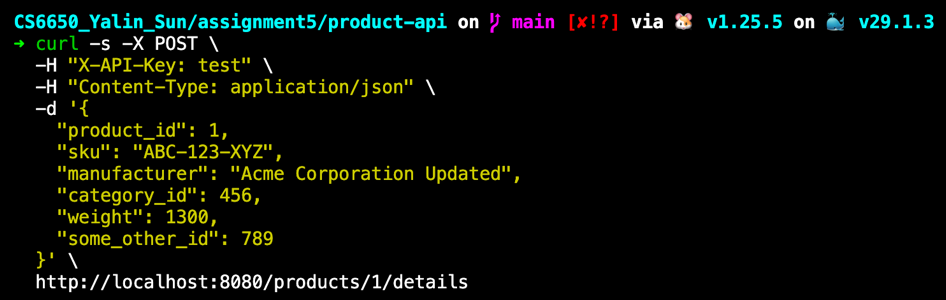 CS6650_Yalin_Sun/assignment5/product-api on  main [✘!?] via 🐹 v1.25.5 on 🐳 v29.1.3
➜ curl -s -X POST \
  -H "X-API-Key: test" \
  -H "Content-Type: application/json" \
  -d '{
    "product_id": 1,
    "sku": "ABC-123-XYZ",
    "manufacturer": "Acme Corporation Updated",
    "category_id": 456,
    "weight": 1300,
    "some_other_id": 789
  }' \
  http://localhost:8080/products/1/details